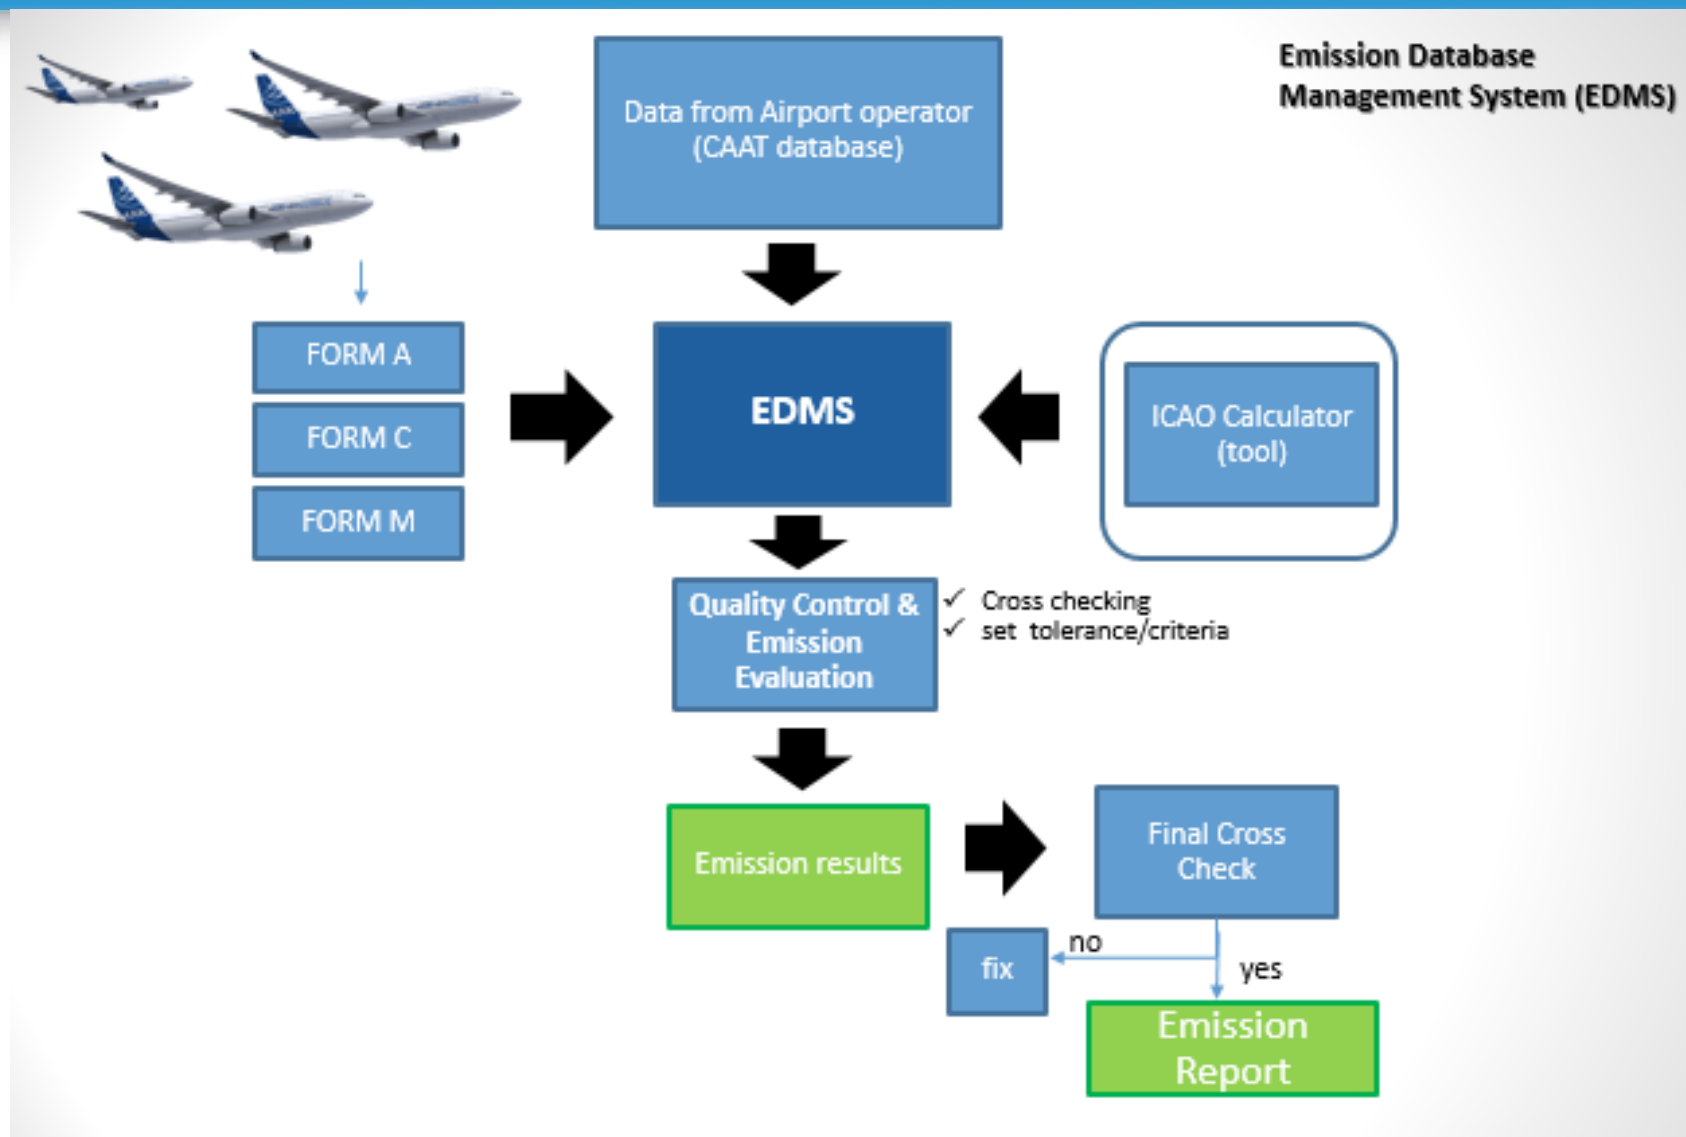 Emission Database
Management System (EDMS)
Data from Airport operator
(CAAT database)
FORM A
FORM C
FORM M
EDMS
ICAO Calculator
(tool)
Quality Control &
Emission
Evaluation
✓ Cross checking
✓ set tolerance/criteria
Emission results
Final Cross
Check
no
fix
yes
Emission
Report